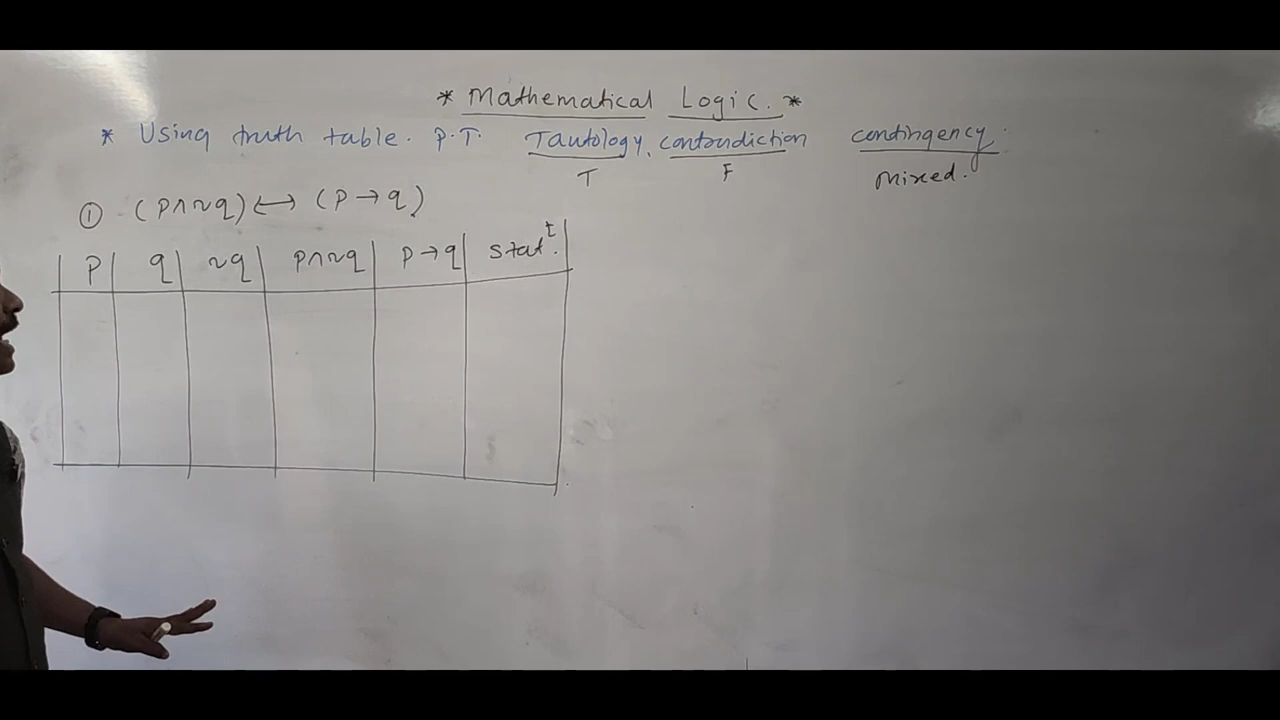 * Mathematical Logic. *
* Using truth table. P.T. Tautology, contradiction contingency.
T F mixed.
① (p∧~q) ↔ (p→q)
p q ~q p∧~q p→q statᵗ.